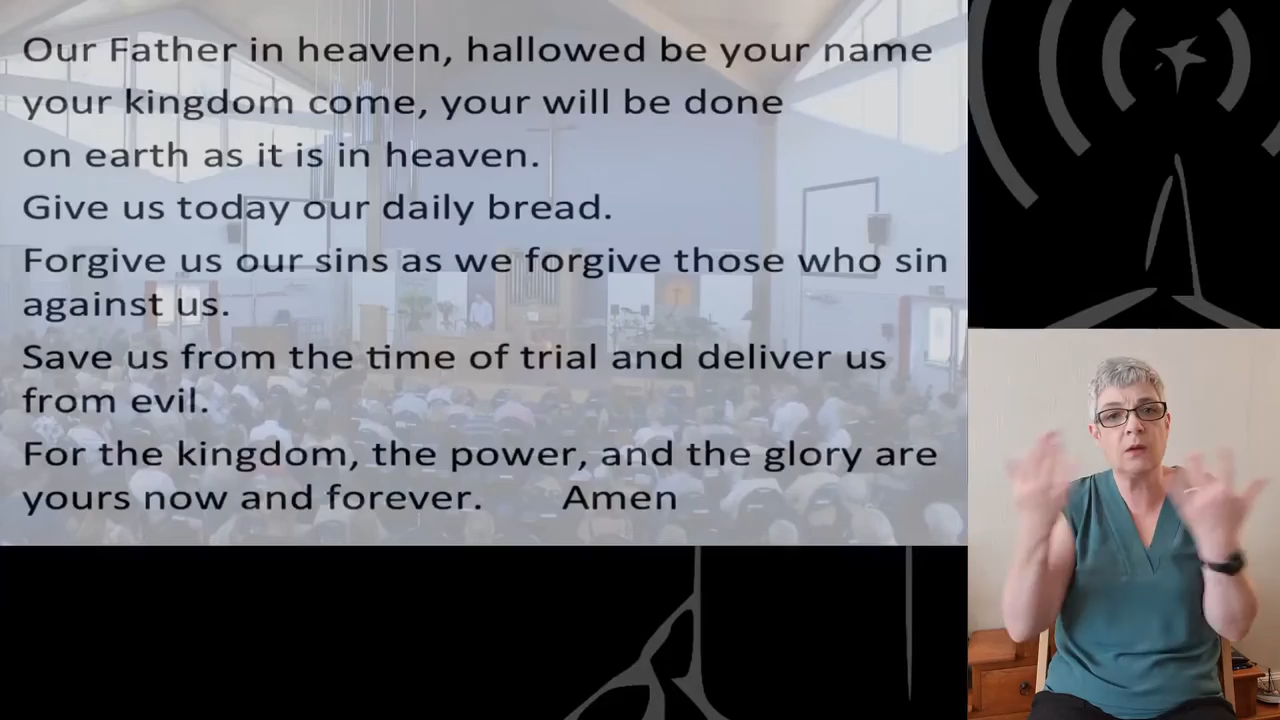 Our Father in heaven, hallowed be your name
your kingdom come, your will be done
on earth as it is in heaven.
Give us today our daily bread.
Forgive us our sins as we forgive those who sin
against us.
Save us from the time of trial and deliver us
from evil.
For the kingdom, the power, and the glory are
yours now and forever. Amen